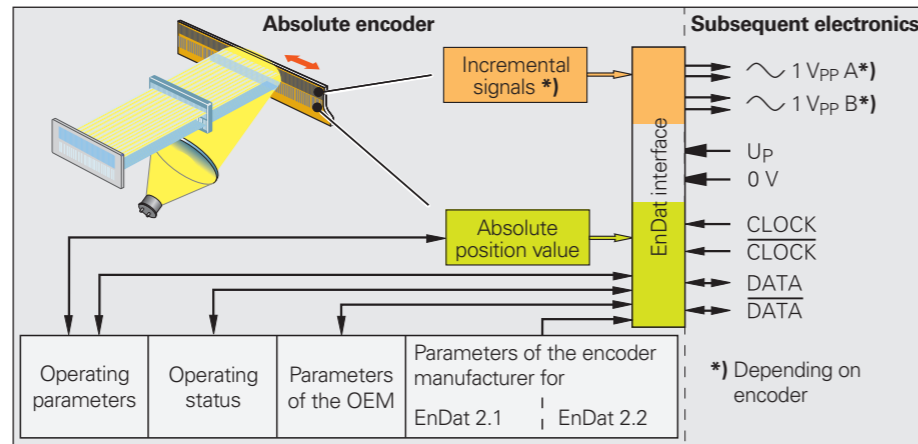 Absolute encoder
Subsequent electronics
Incremental
signals *)
1 VPP A*)
1 VPP B*)
UP
0 V
EnDat interface
Absolute
position value
CLOCK
CLOCK
DATA
DATA
Operating
parameters
Operating
status
Parameters
of the OEM
Parameters of the encoder
manufacturer for
EnDat 2.1
EnDat 2.2
*) Depending on
encoder